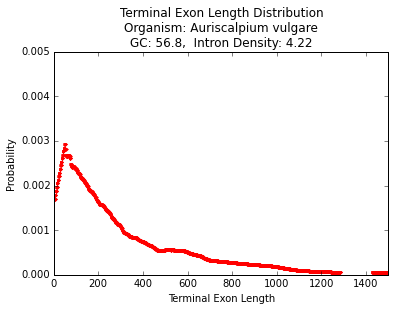 Terminal Exon Length Distribution
Organism: Auriscalpium vulgare
GC: 56.8,  Intron Density: 4.22
0.005
0.004
0.003
0.002
0.001
0.000
Probability
0 200 400 600 800 1000 1200 1400
Terminal Exon Length